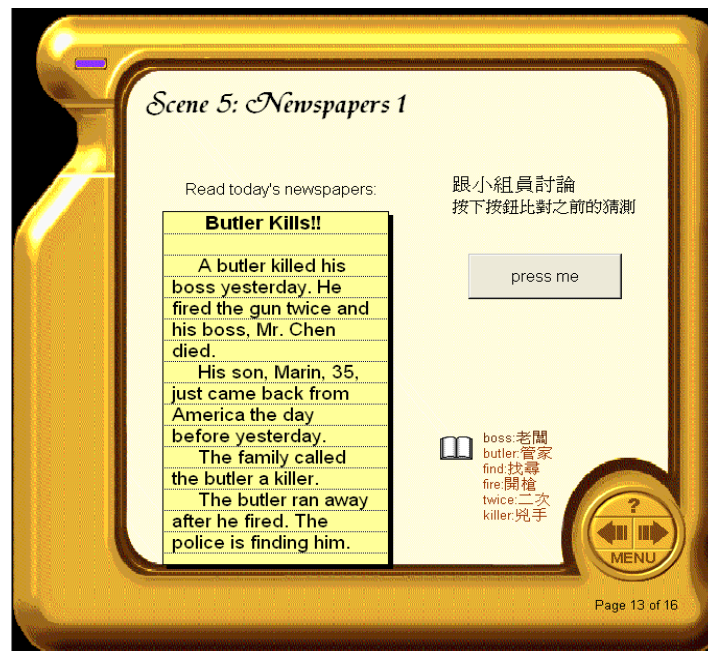 Scene 5: Newspapers 1
Read today's newspapers:
Butler Kills!!
A butler killed his
boss yesterday. He
fired the gun twice and
his boss, Mr. Chen
died.
His son, Marin, 35,
just came back from
America the day
before yesterday.
The family called
the butler a killer.
The butler ran away
after he fired. The
police is finding him.
跟小組員討論
按下按鈕比對之前的猜測
press me
boss:老闆
butler:管家
find:找尋
fire:開槍
twice:二次
killer:兇手
?
MENU
Page 13 of 16